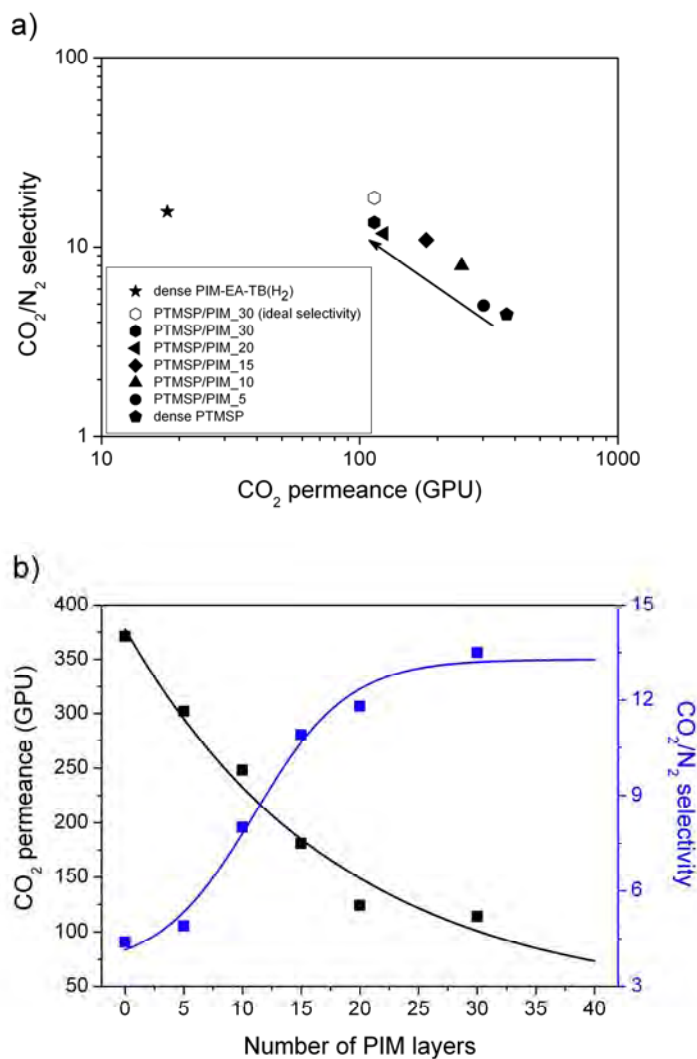 a)
100
10
1
CO₂/N₂ selectivity
dense PIM-EA-TB(H₂)
PTMSP/PIM_30 (ideal selectivity)
PTMSP/PIM_30
PTMSP/PIM_20
PTMSP/PIM_15
PTMSP/PIM_10
PTMSP/PIM_5
dense PTMSP
10 100 1000
CO₂ permeance (GPU)
b)
400
350
300
250
200
150
100
50
CO₂ permeance (GPU)
15
12
9
6
3
CO₂/N₂ selectivity
0 5 10 15 20 25 30 35 40
Number of PIM layers